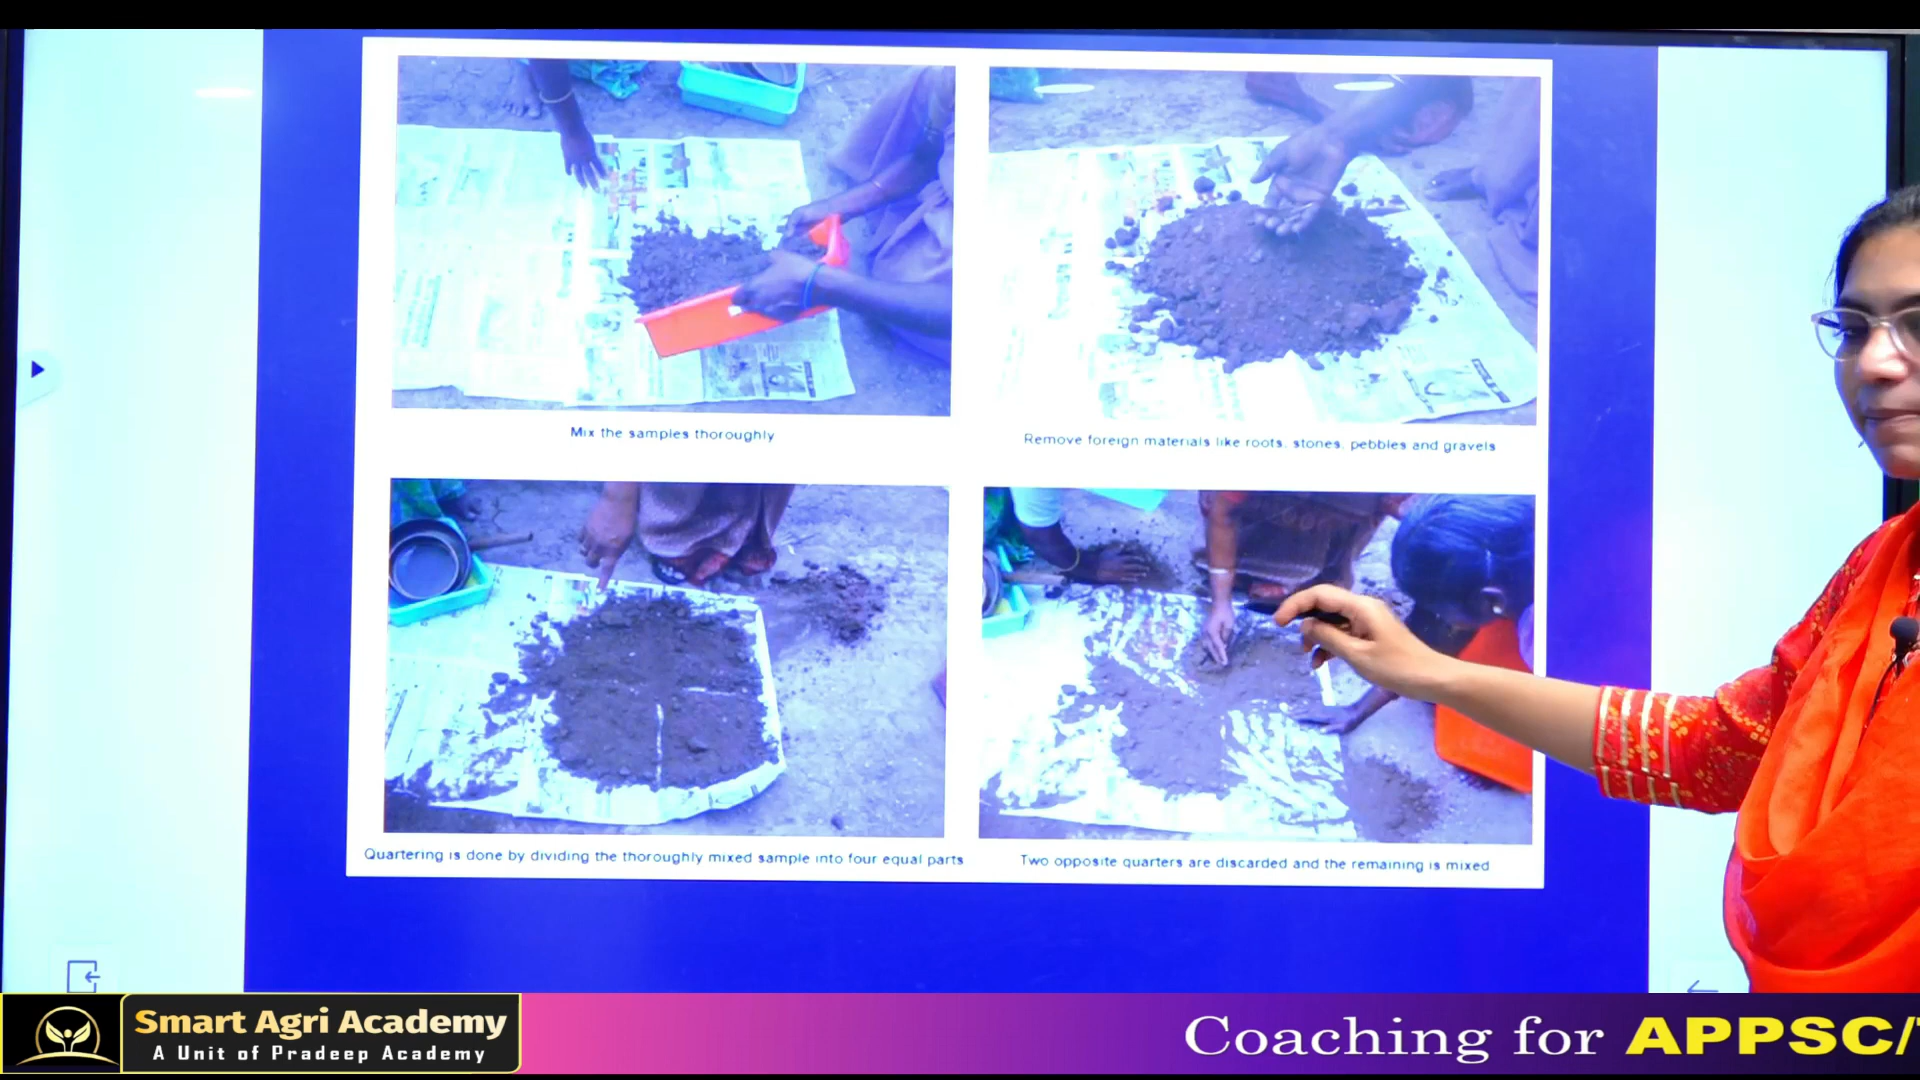 Mix the samples thoroughly
Remove foreign materials like roots, stones, pebbles and gravels
Quartering is done by dividing the thoroughly mixed sample into four equal parts
Two opposite quarters are discarded and the remaining is mixed
Smart Agri Academy
A Unit of Pradeep Academy
Coaching for APPSC/